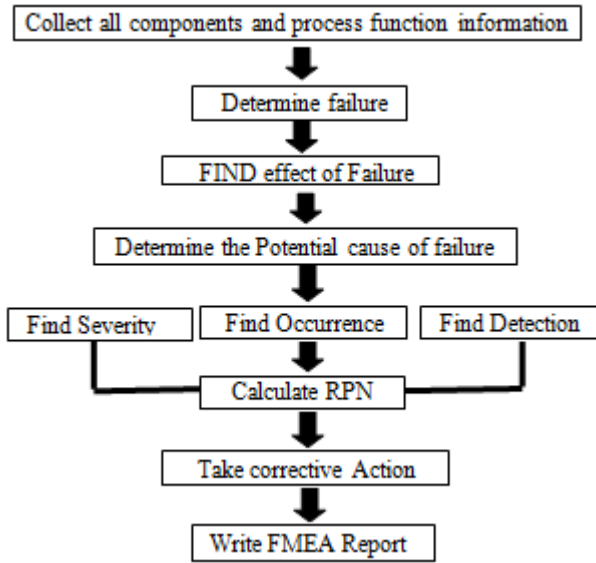 Collect all components and process function information
Determine failure
FIND effect of Failure
Determine the Potential cause of failure
Find Severity
Find Occurrence
Find Detection
Calculate RPN
Take corrective Action
Write FMEA Report